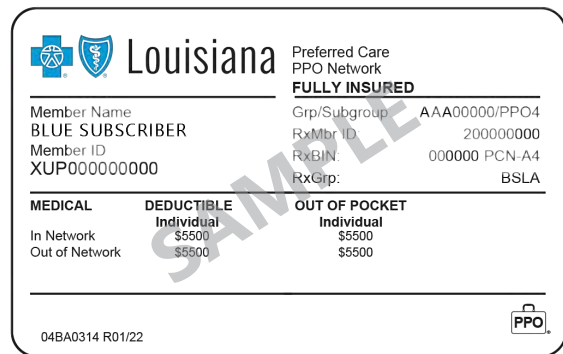 Louisiana
Preferred Care
PPO Network
FULLY INSURED
Member Name
BLUE SUBSCRIBER
Member ID
XUP000000000
Grp/Subgroup AAA00000/PPO4
RxMbr ID: 200000000
RxBIN: 000000 PCN-A4
RxGrp: BSLA
SAMPLE
MEDICAL DEDUCTIBLE OUT OF POCKET
Individual Individual
In Network $5500 $5500
Out of Network $5500 $5500
04BA0314 R01/22
PPO